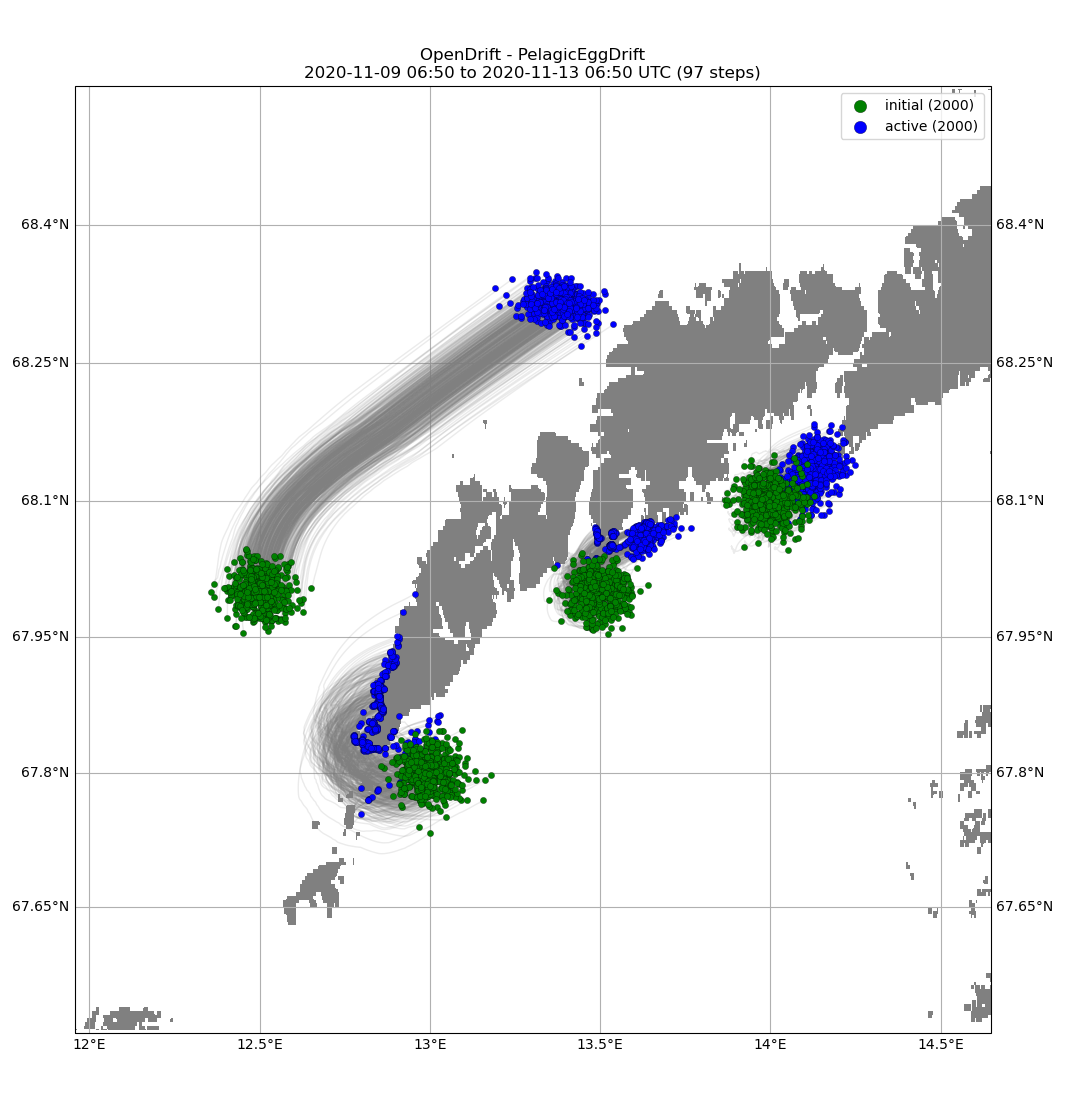 OpenDrift - PelagicEggDrift
2020-11-09 06:50 to 2020-11-13 06:50 UTC (97 steps)
initial (2000)
active (2000)
68.4°N
68.4°N
68.25°N
68.25°N
68.1°N
68.1°N
67.95°N
67.95°N
67.8°N
67.8°N
67.65°N
67.65°N
12°E
12.5°E
13°E
13.5°E
14°E
14.5°E